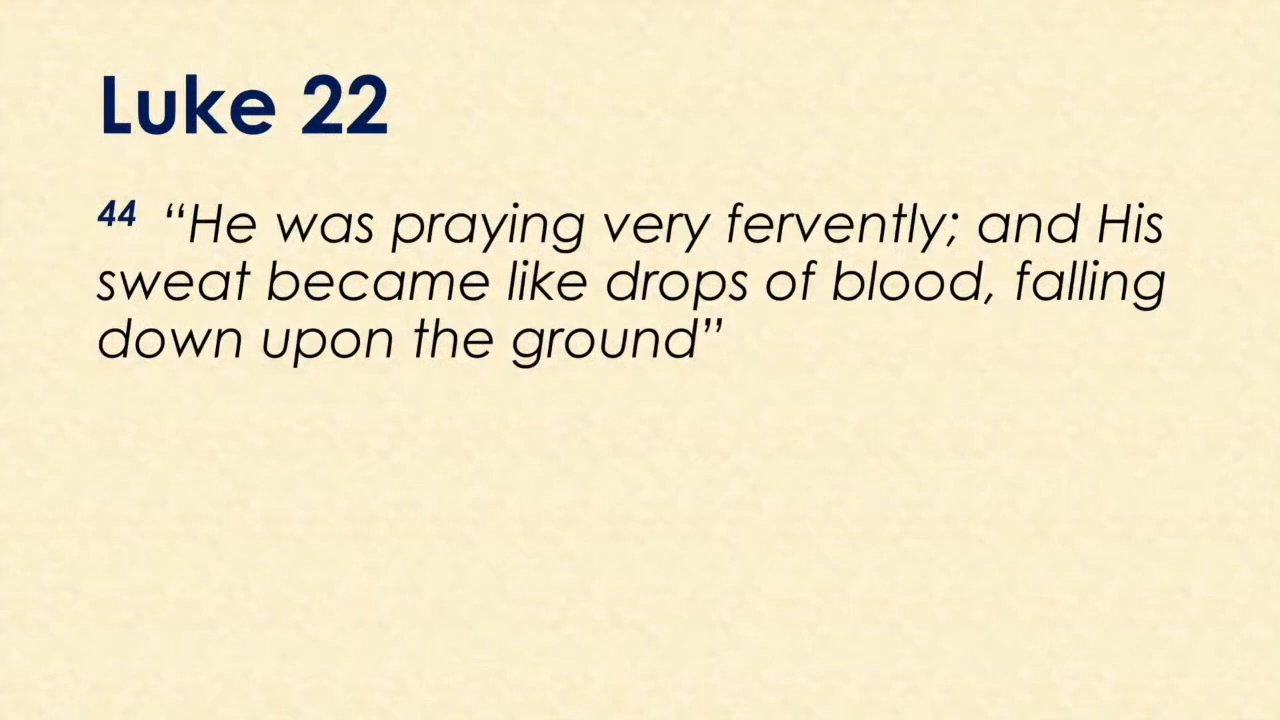 Luke 22
44 “He was praying very fervently; and His
sweat became like drops of blood, falling
down upon the ground”